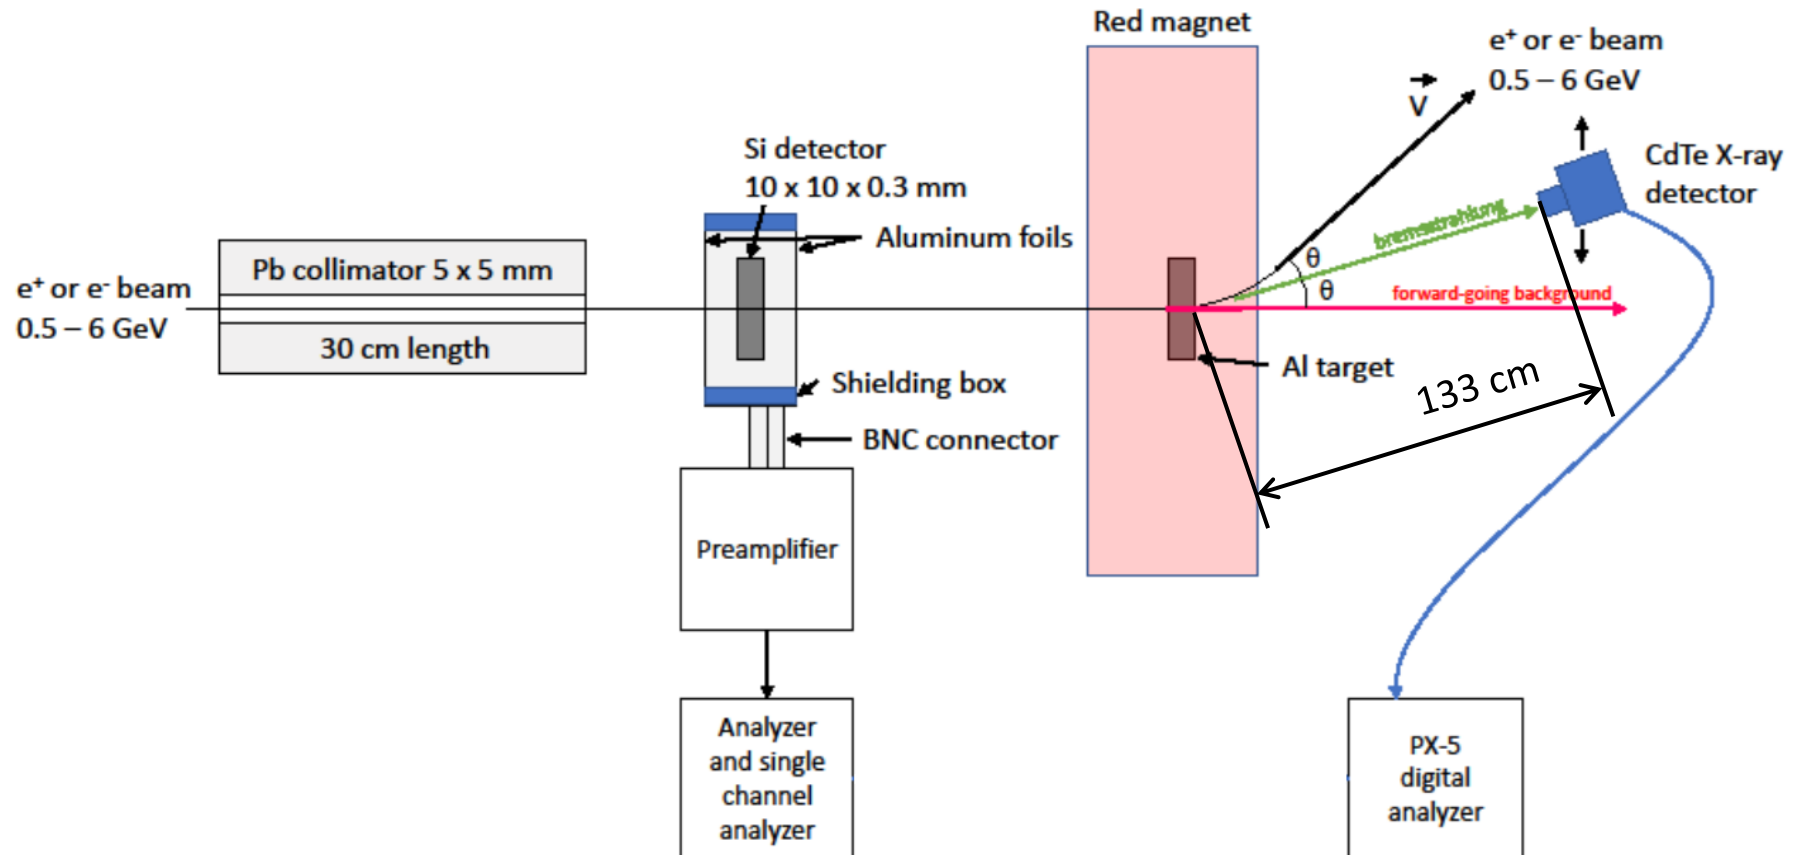 Red magnet
e⁺ or e⁻ beam
0.5 – 6 GeV
V
CdTe X-ray
detector
Si detector
10 x 10 x 0.3 mm
Aluminum foils
bremsstrahlung
θ
θ
forward-going background
Pb collimator 5 x 5 mm
30 cm length
e⁺ or e⁻ beam
0.5 – 6 GeV
Al target
133 cm
Shielding box
BNC connector
Preamplifier
Analyzer
and single
channel
analyzer
PX-5
digital
analyzer